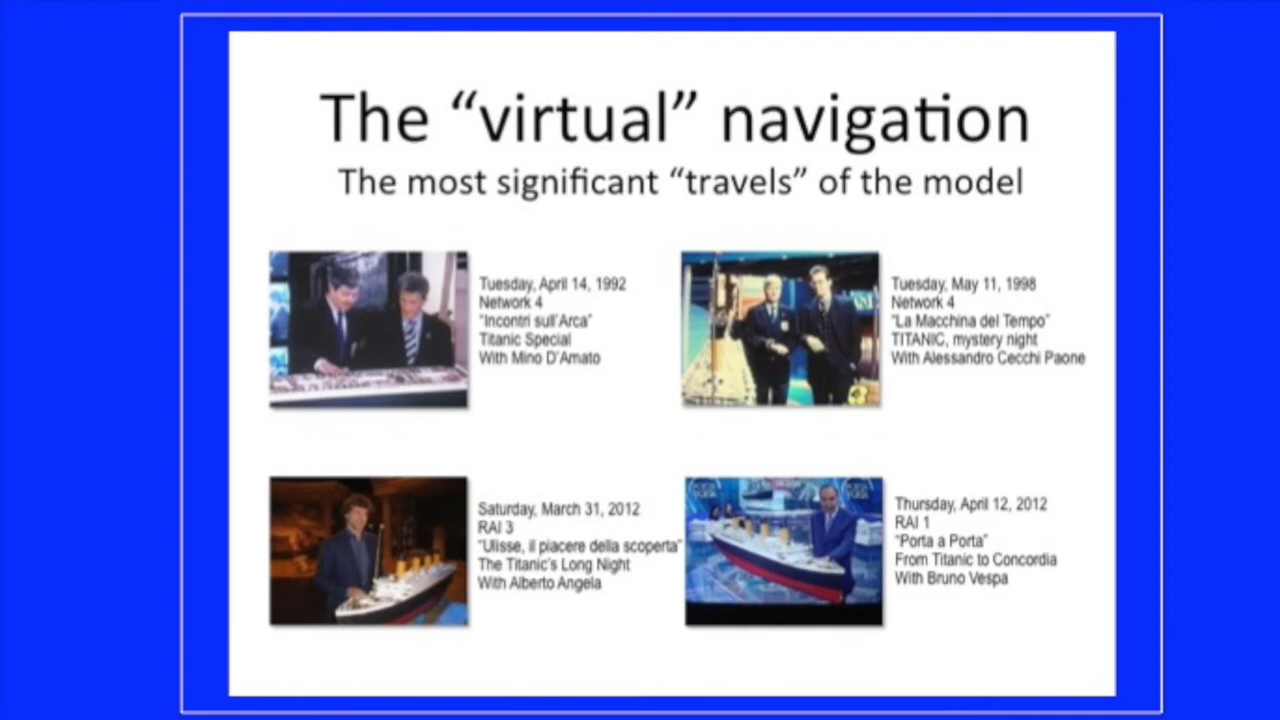 The “virtual” navigation
The most significant “travels” of the model
Tuesday, April 14, 1992
Network 4
“Incontri sull’Arca”
Titanic Special
With Mino D’Amato
Tuesday, May 11, 1998
Network 4
“La Macchina del Tempo”
TITANIC, mystery night
With Alessandro Cecchi Paone
Saturday, March 31, 2012
RAI 3
“Ulisse, il piacere della scoperta”
The Titanic’s Long Night
With Alberto Angela
Thursday, April 12, 2012
RAI 1
“Porta a Porta”
From Titanic to Concordia
With Bruno Vespa